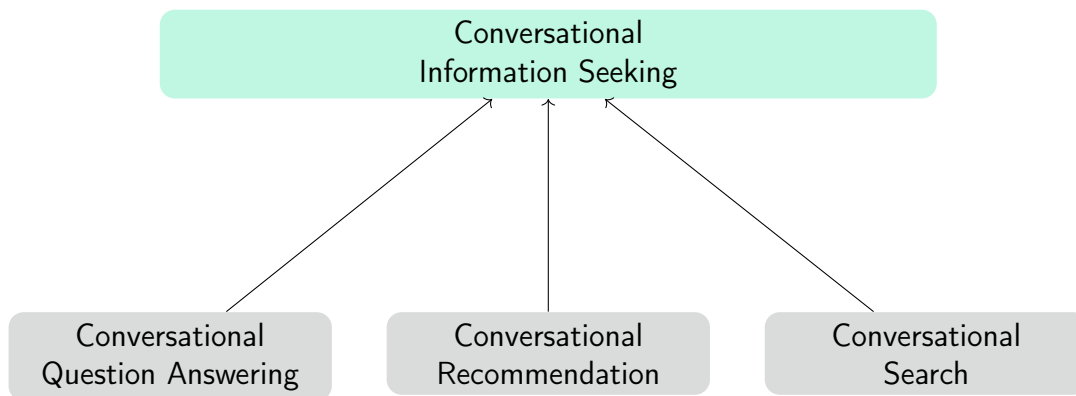 Conversational
Information Seeking
Conversational
Question Answering
Conversational
Recommendation
Conversational
Search